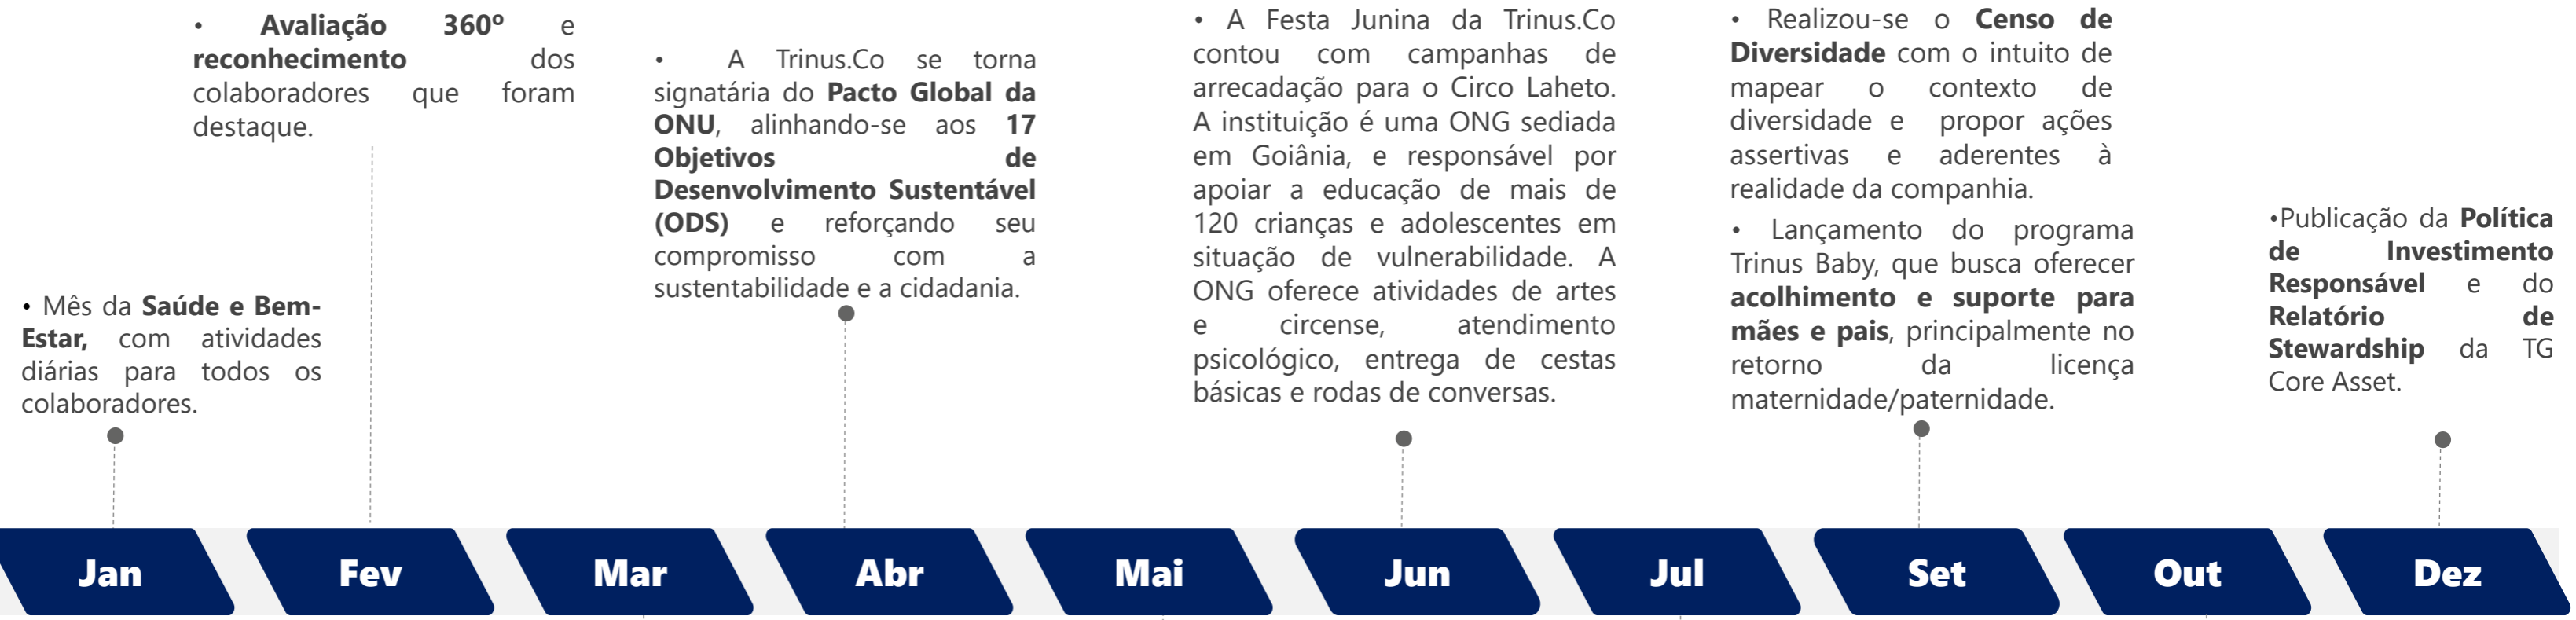 • Mês da Saúde e Bem-
Estar, com atividades
diárias para todos os
colaboradores.
• Avaliação 360º e
reconhecimento dos
colaboradores que foram
destaque.
• A Trinus.Co se torna
signatária do Pacto Global da
ONU, alinhando-se aos 17
Objetivos de
Desenvolvimento Sustentável
(ODS) e reforçando seu
compromisso com a
sustentabilidade e a cidadania.
• A Festa Junina da Trinus.Co
contou com campanhas de
arrecadação para o Circo Laheto.
A instituição é uma ONG sediada
em Goiânia, e responsável por
apoiar a educação de mais de
120 crianças e adolescentes em
situação de vulnerabilidade. A
ONG oferece atividades de artes
e circense, atendimento
psicológico, entrega de cestas
básicas e rodas de conversas.
• Realizou-se o Censo de
Diversidade com o intuito de
mapear o contexto de
diversidade e propor ações
assertivas e aderentes à
realidade da companhia.
• Lançamento do programa
Trinus Baby, que busca oferecer
acolhimento e suporte para
mães e pais, principalmente no
retorno da licença
maternidade/paternidade.
•Publicação da Política
de Investimento
Responsável e do
Relatório de
Stewardship da TG
Core Asset.
Jan Fev Mar Abr Mai Jun Jul Set Out Dez